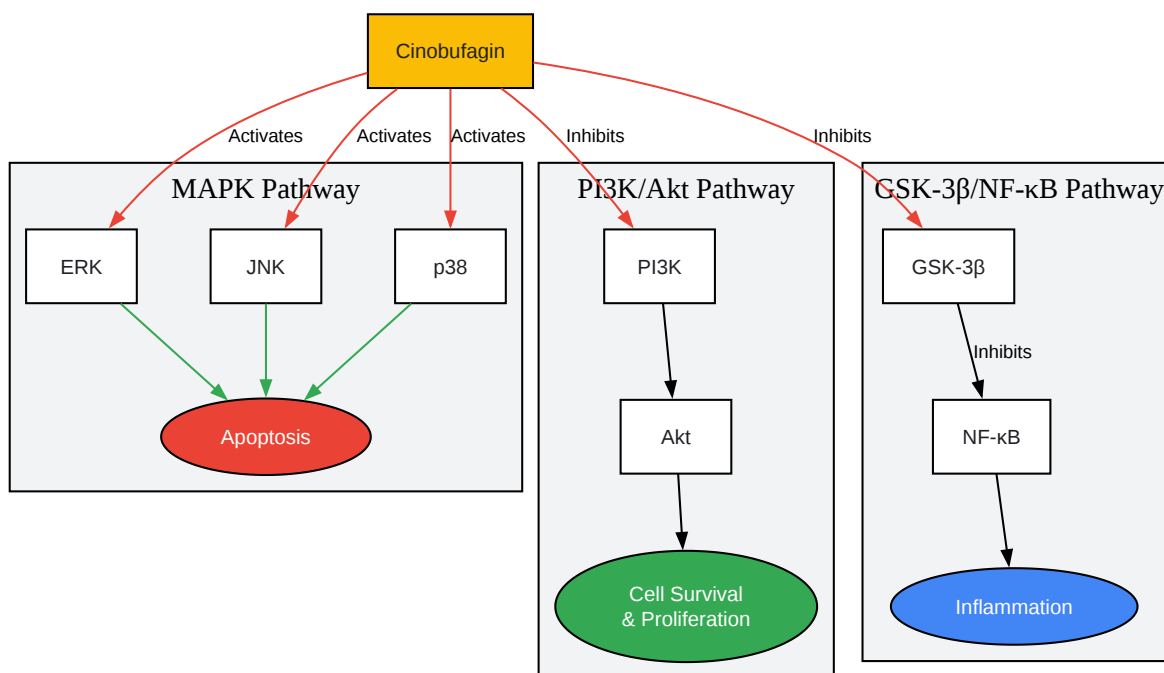 Cinobufagin
Activates
Activates
Activates
Inhibits
Inhibits
MAPK Pathway
PI3K/Akt Pathway
GSK-3β/NF-κB Pathway
ERK
JNK
p38
PI3K
GSK-3β
Inhibits
Apoptosis
Akt
NF-κB
Cell Survival
& Proliferation
Inflammation